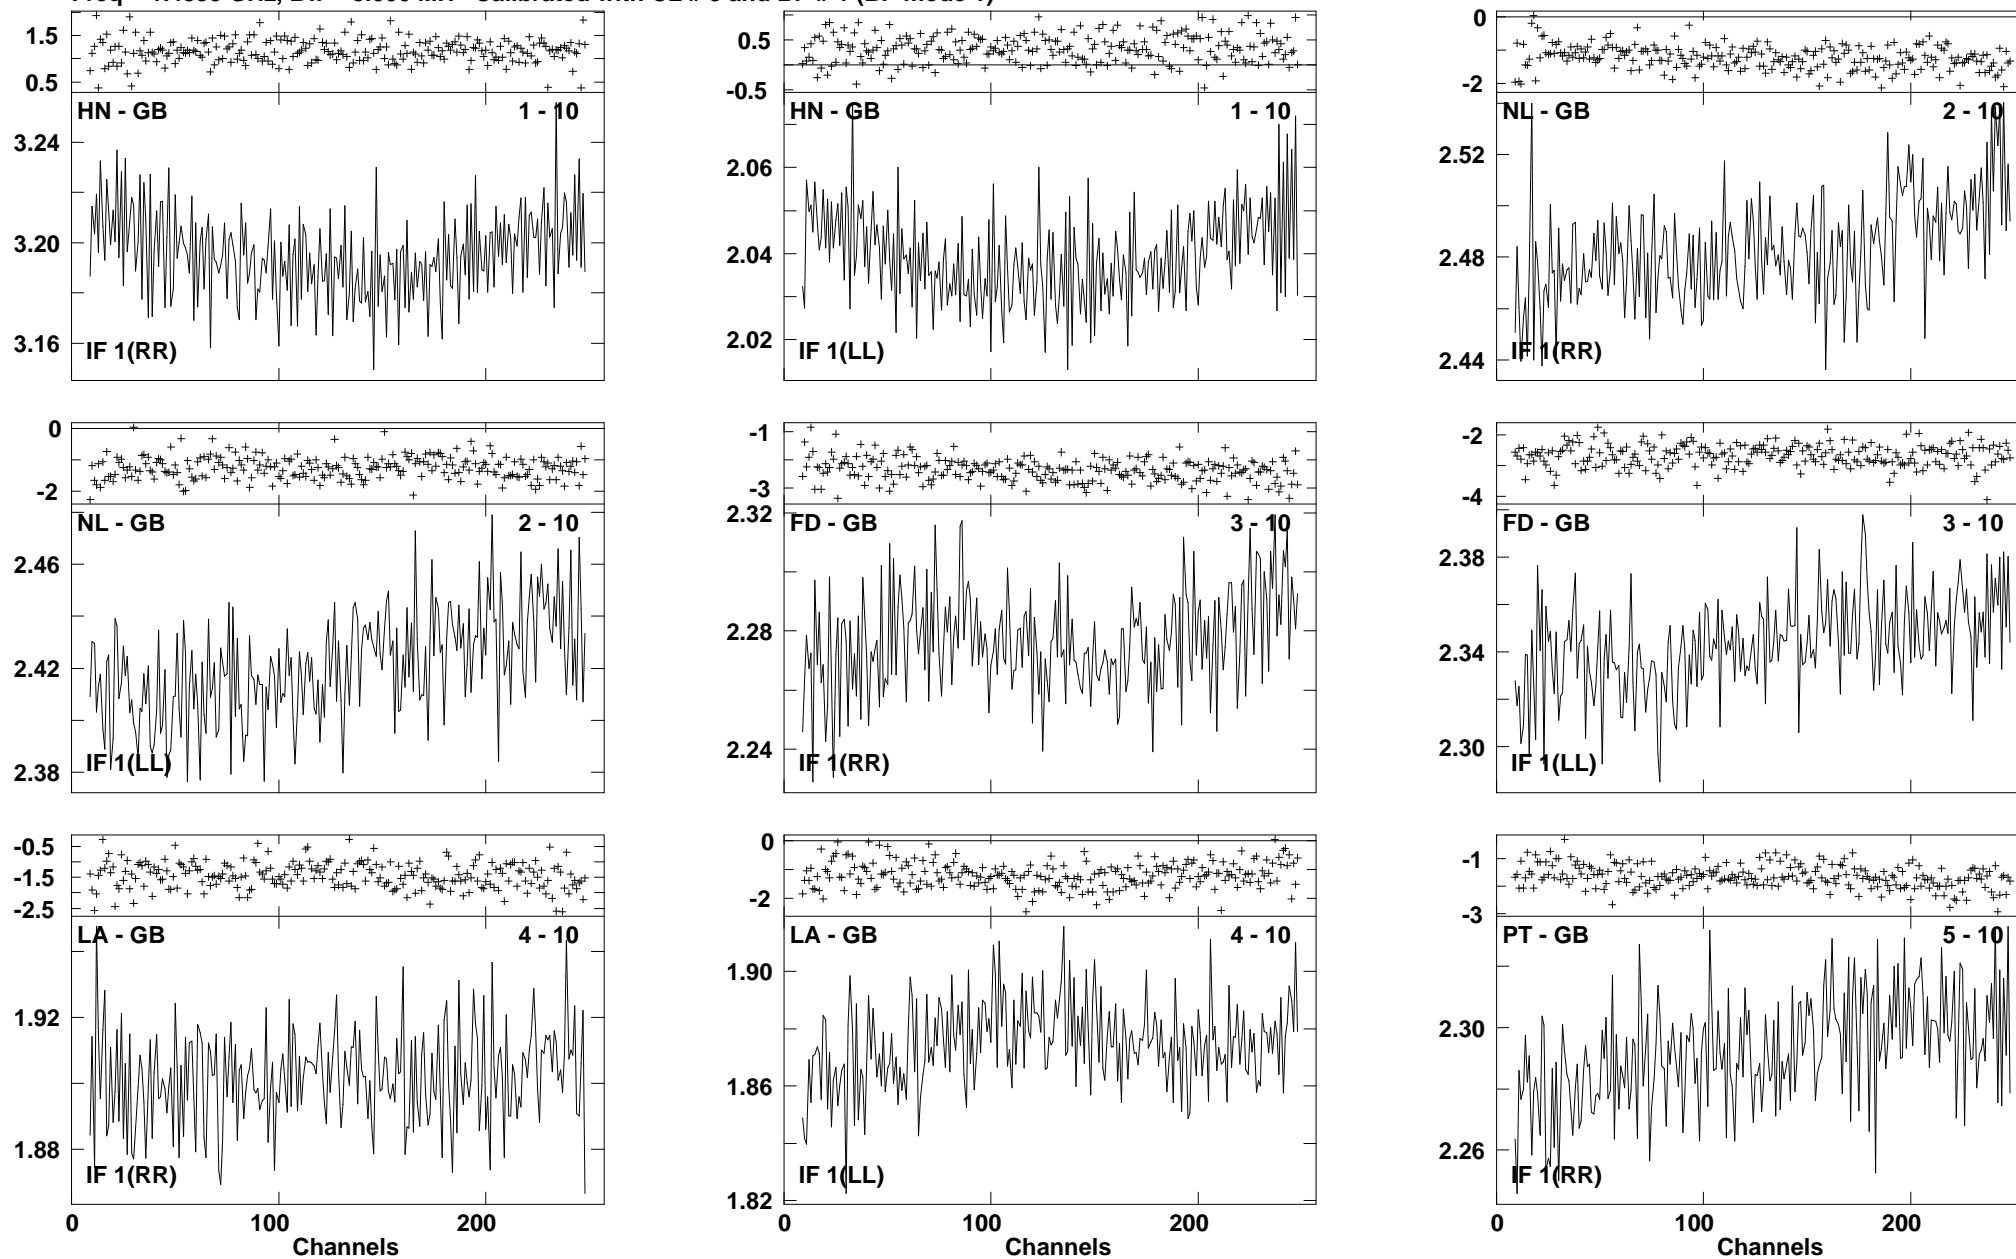 1.5
0.5
HN - GB 1 - 10
3.24
3.20
3.16
IF 1(RR)
0.5
-0.5
HN - GB 1 - 10
2.06
2.04
2.02
IF 1(LL)
0
-2
NL - GB 2 - 10
2.52
2.48
2.44
IF 1(RR)
0
-2
NL - GB 2 - 10
2.46
2.42
2.38
IF 1(LL)
-1
-3
2.32
FD - GB 3 - 10
2.28
2.24
IF 1(RR)
-2
-4
FD - GB 3 - 10
2.38
2.34
2.30
IF 1(LL)
-0.5
-1.5
-2.5
LA - GB 4 - 10
1.92
1.88
IF 1(RR)
0 100 200
Channels
0
-2
LA - GB 4 - 10
1.90
1.86
1.82
IF 1(LL)
0 100 200
Channels
-1
-3
PT - GB 5 - 10
2.30
2.26
IF 1(RR)
0 100 200
Channels